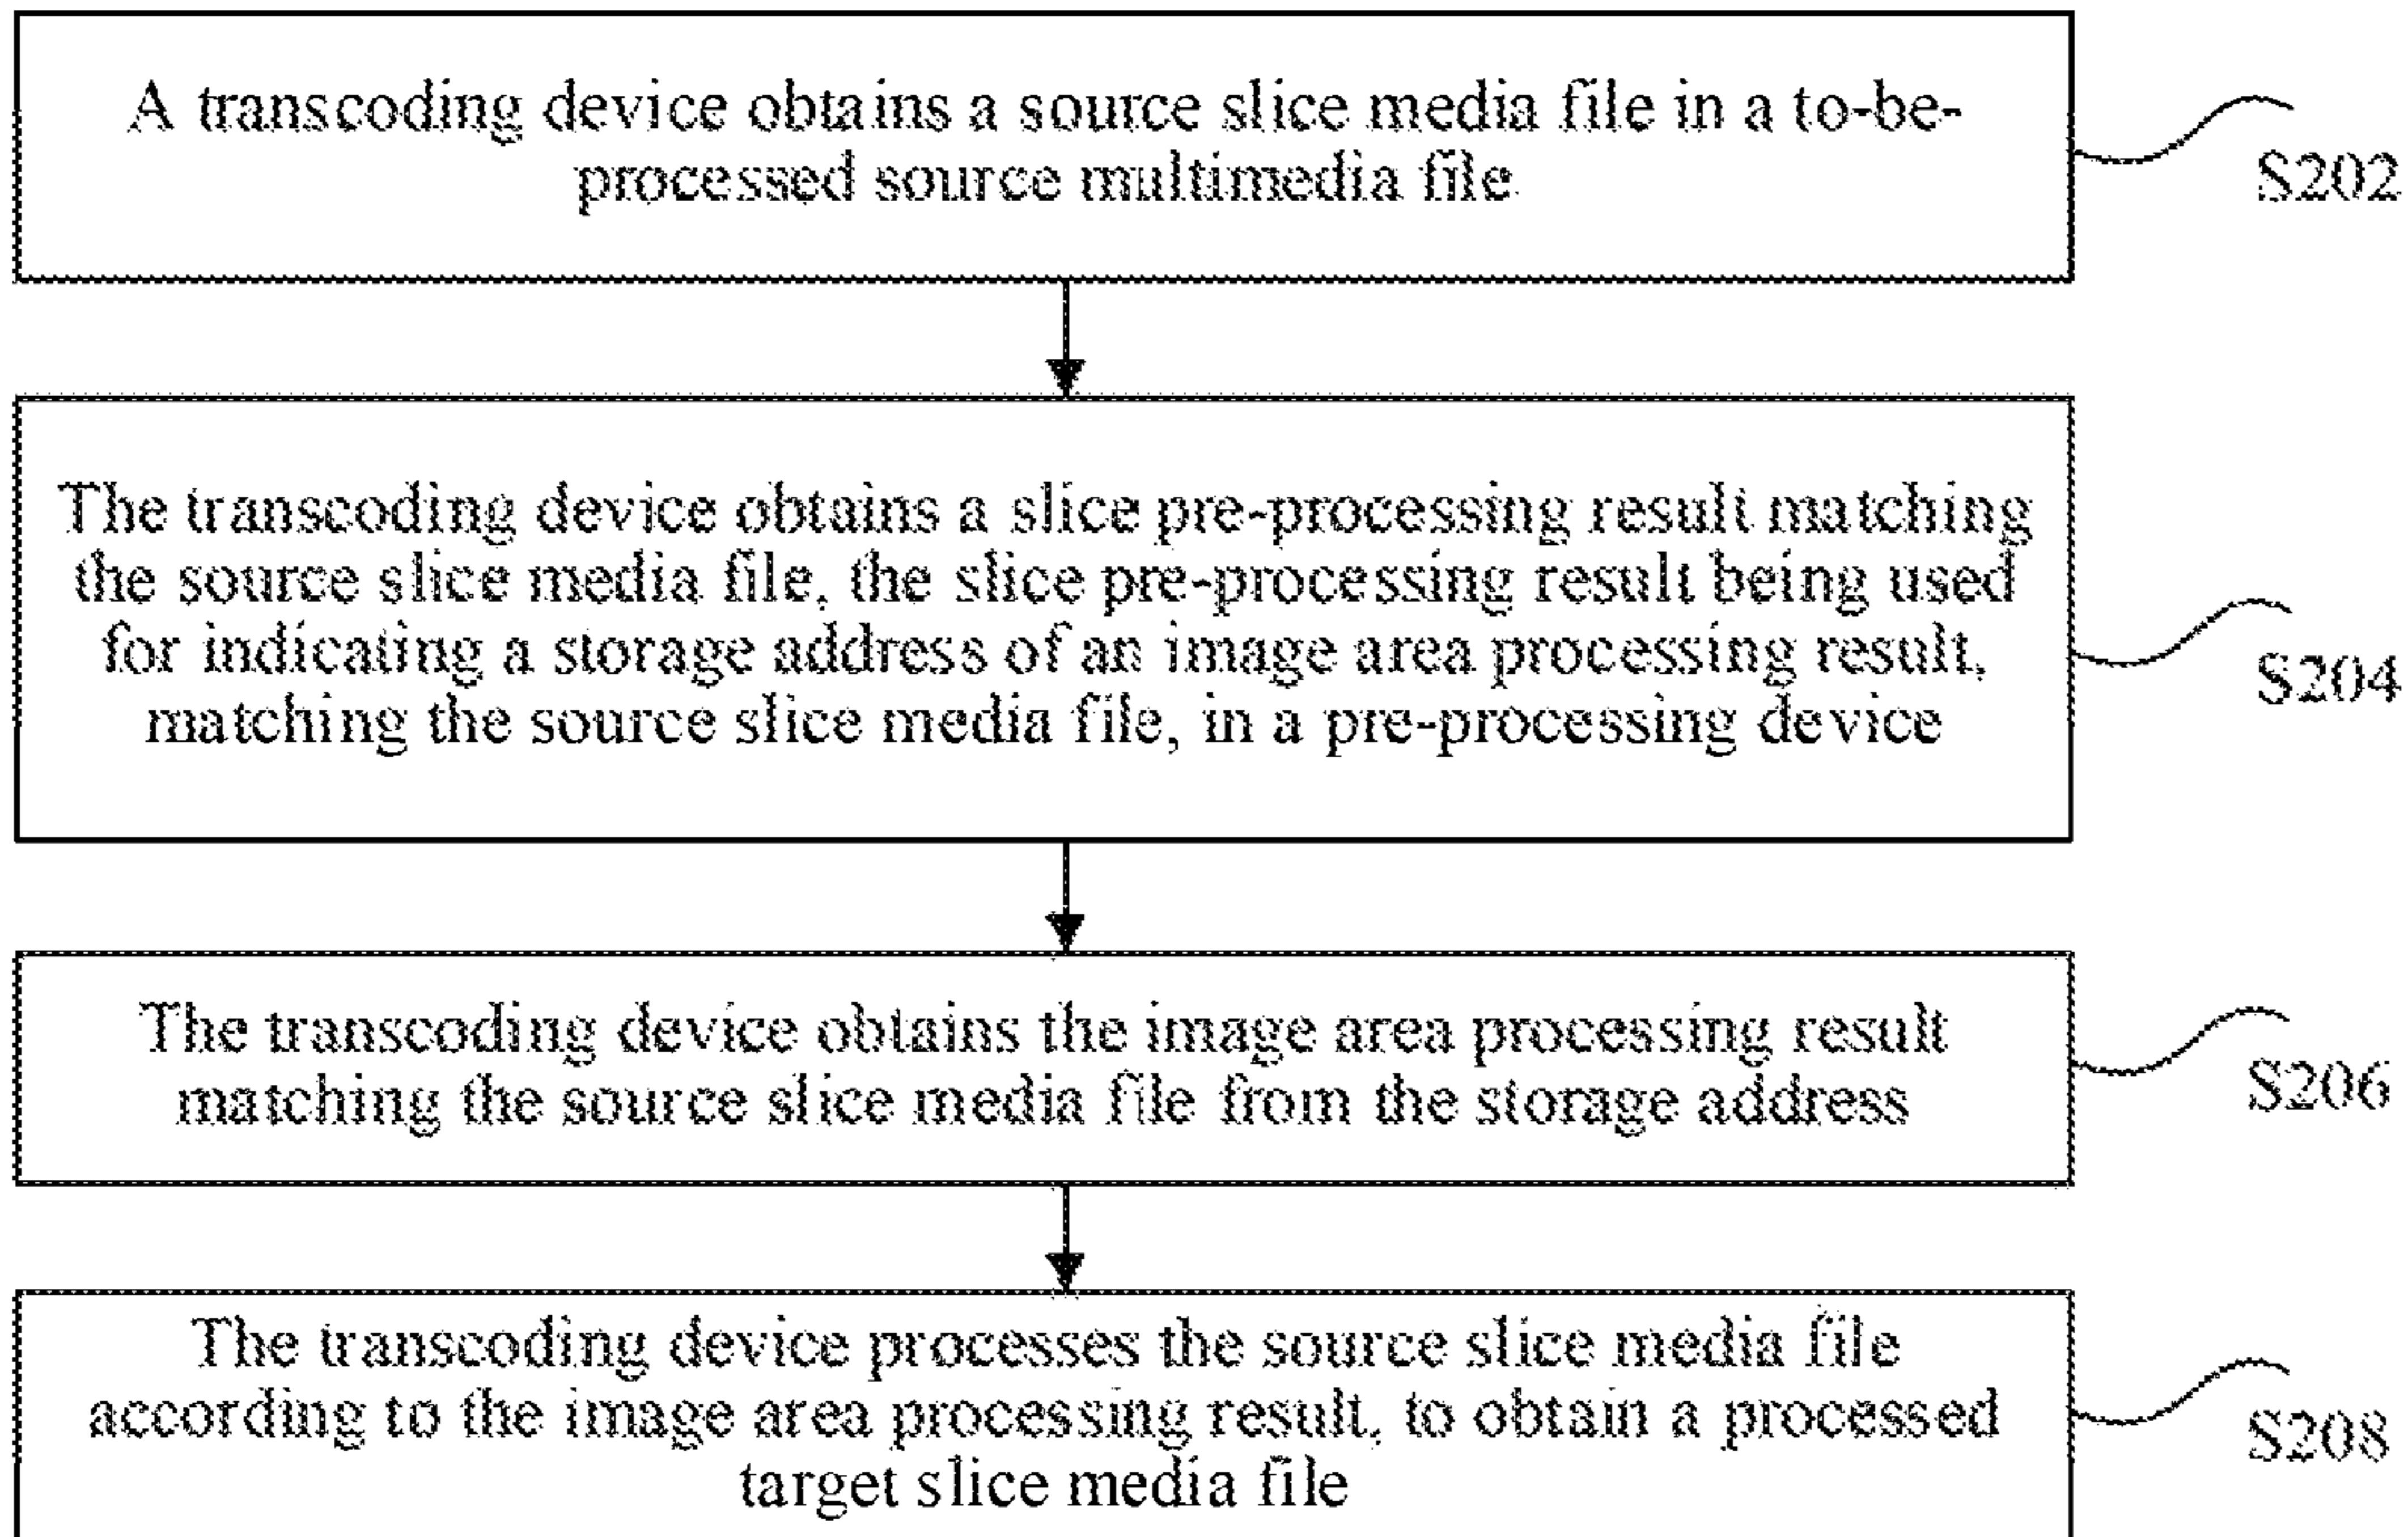 A transcoding device obtains a source slice media file in a to-be-
processed source multimedia file
S202
The transcoding device obtains a slice pre-processing result matching
the source slice media file, the slice pre-processing result being used
for indicating a storage address of an image area processing result,
matching the source slice media file, in a pre-processing device
S204
The transcoding device obtains the image area processing result
matching the source slice media file from the storage address
S206
The transcoding device processes the source slice media file
according to the image area processing result, to obtain a processed
target slice media file
S208